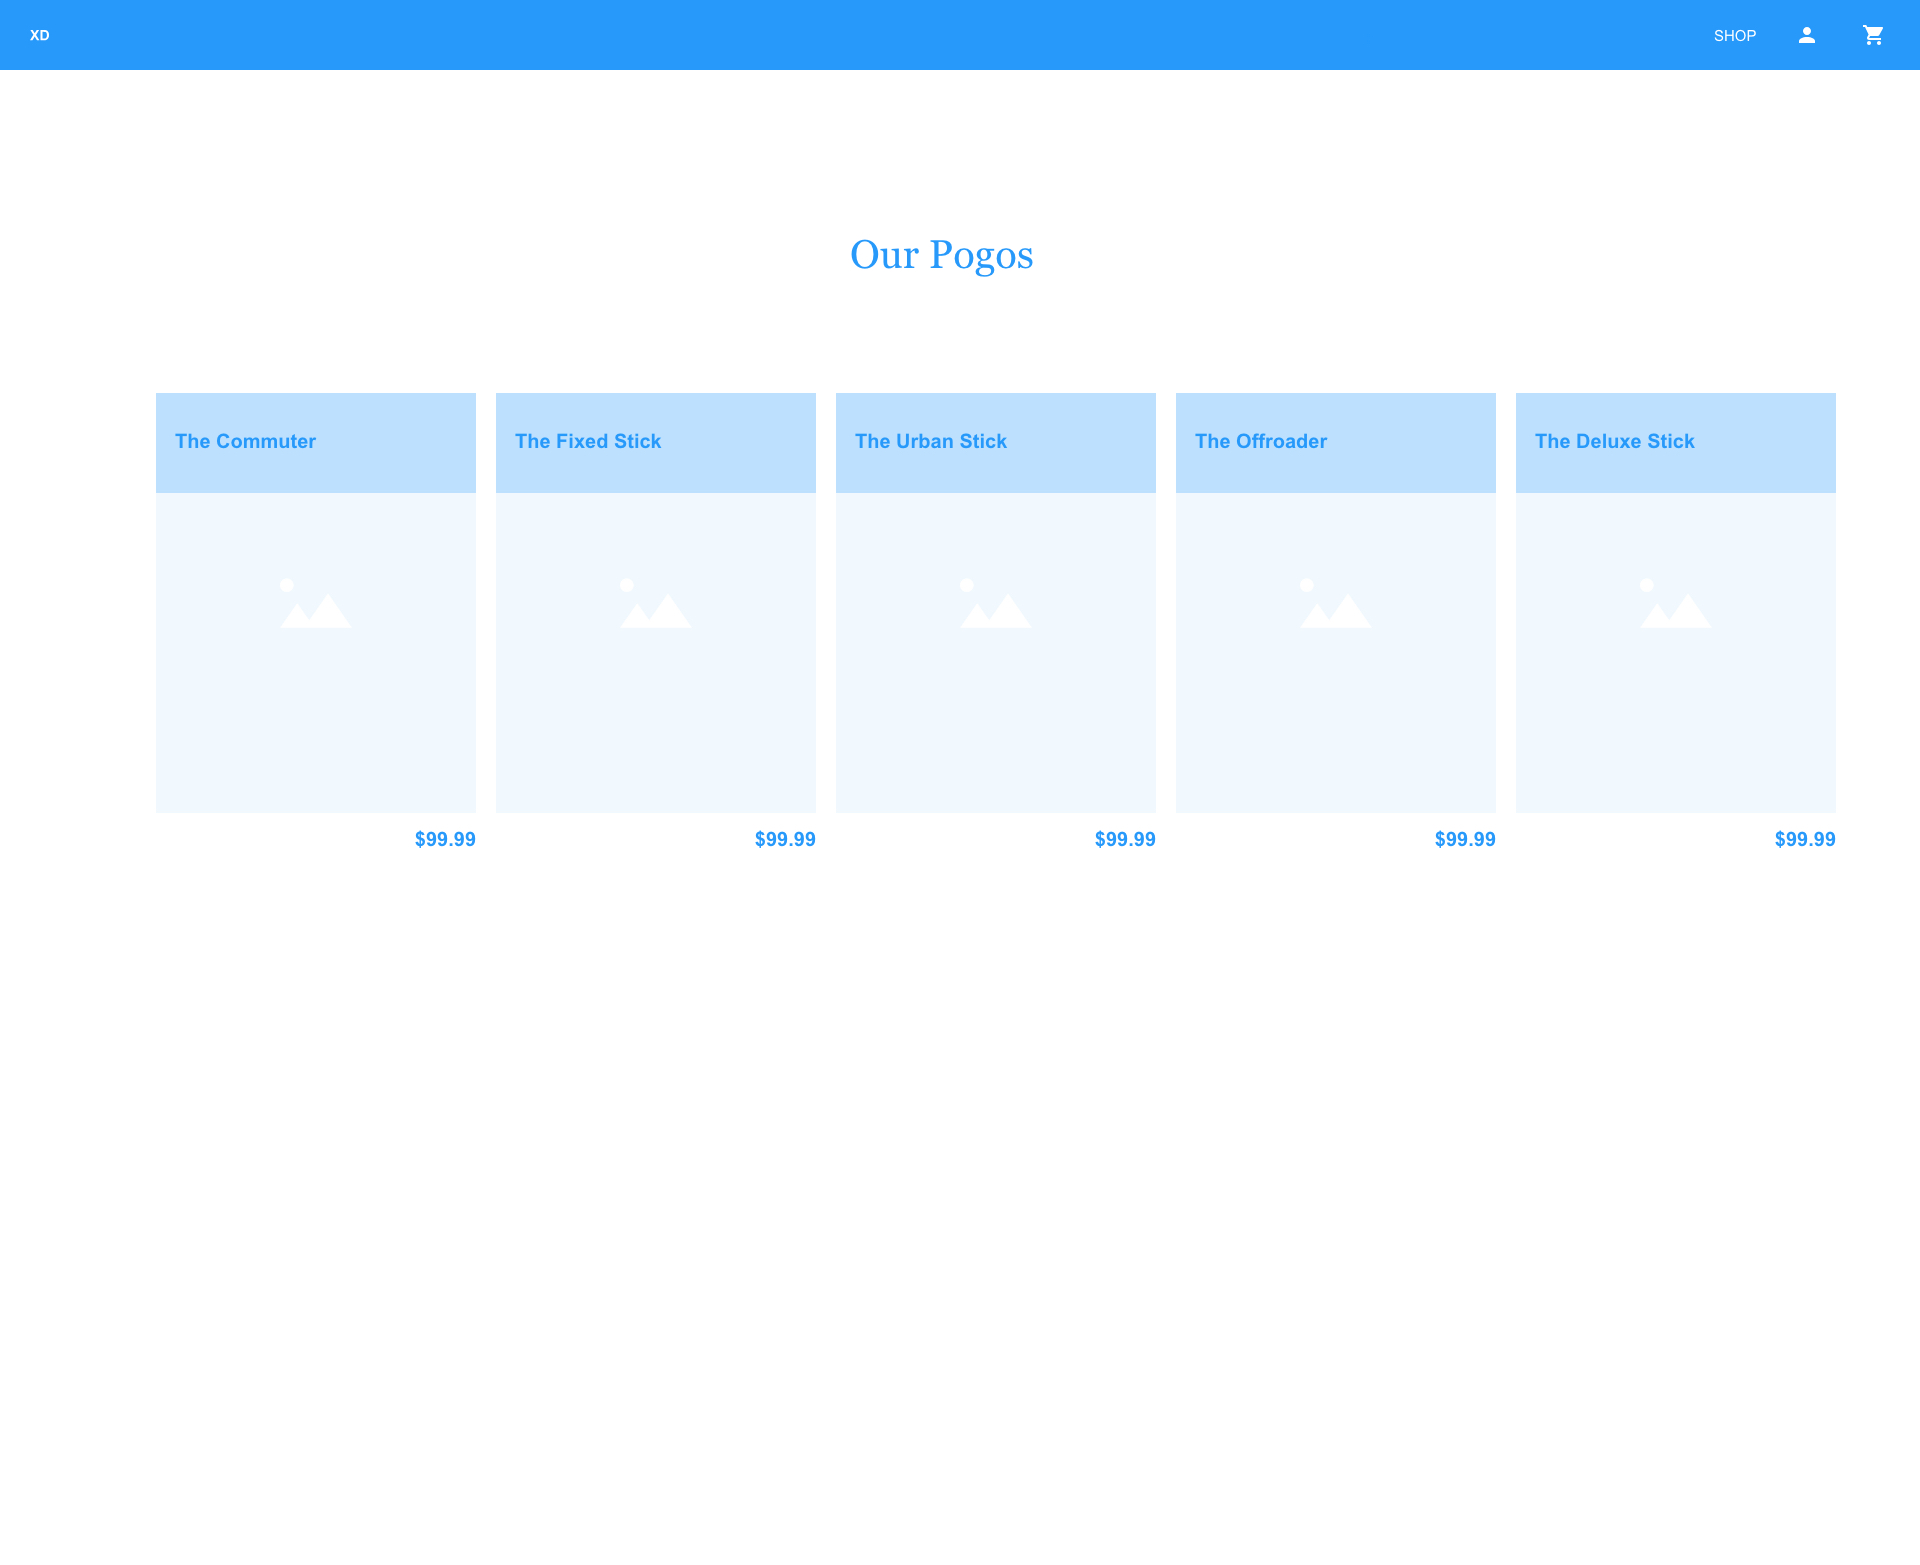 XD
SHOP
Our Pogos
The Commuter
The Fixed Stick
The Urban Stick
The Offroader
The Deluxe Stick
$99.99
$99.99
$99.99
$99.99
$99.99